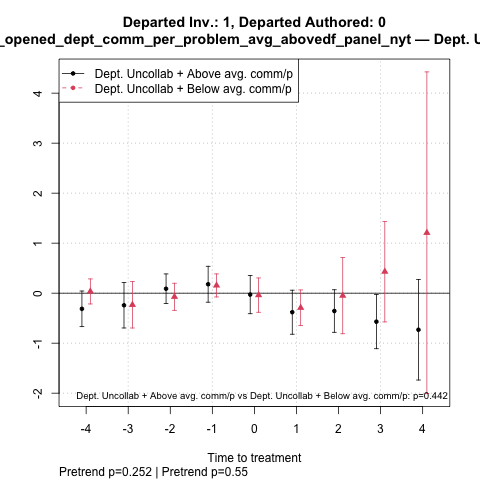 Departed Inv.: 1, Departed Authored: 0
_opened_dept_comm_per_problem_avg_abovedf_panel_nyt — Dept. U
Dept. Uncollab + Above avg. comm/p
Dept. Uncollab + Below avg. comm/p
4
3
2
1
0
-1
-2
Dept. Uncollab + Above avg. comm/p vs Dept. Uncollab + Below avg. comm/p: p=0.442
-4 -3 -2 -1 0 1 2 3 4
Time to treatment
Pretrend p=0.252 | Pretrend p=0.55